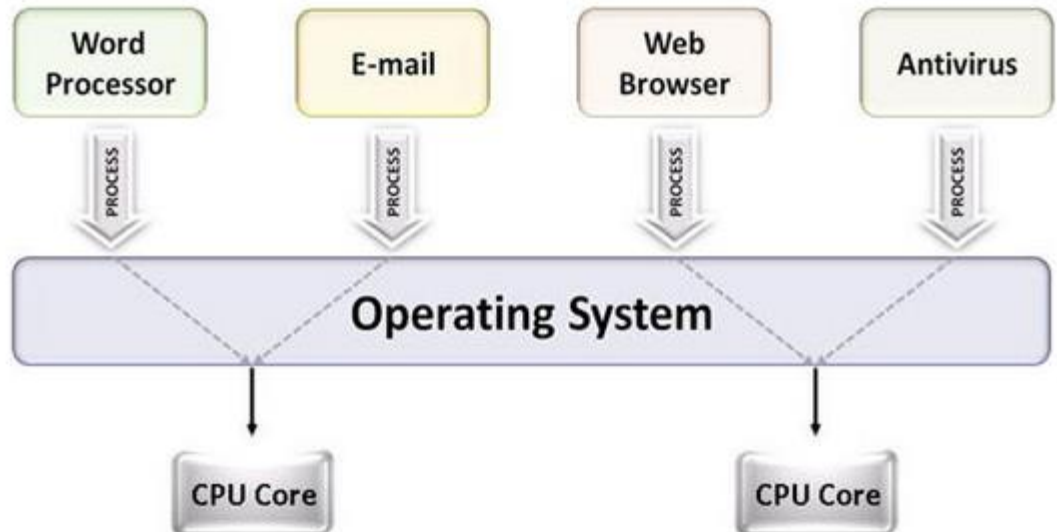 Word
Processor
E-mail
Web
Browser
Antivirus
PROCESS
PROCESS
PROCESS
PROCESS
Operating System
CPU Core
CPU Core